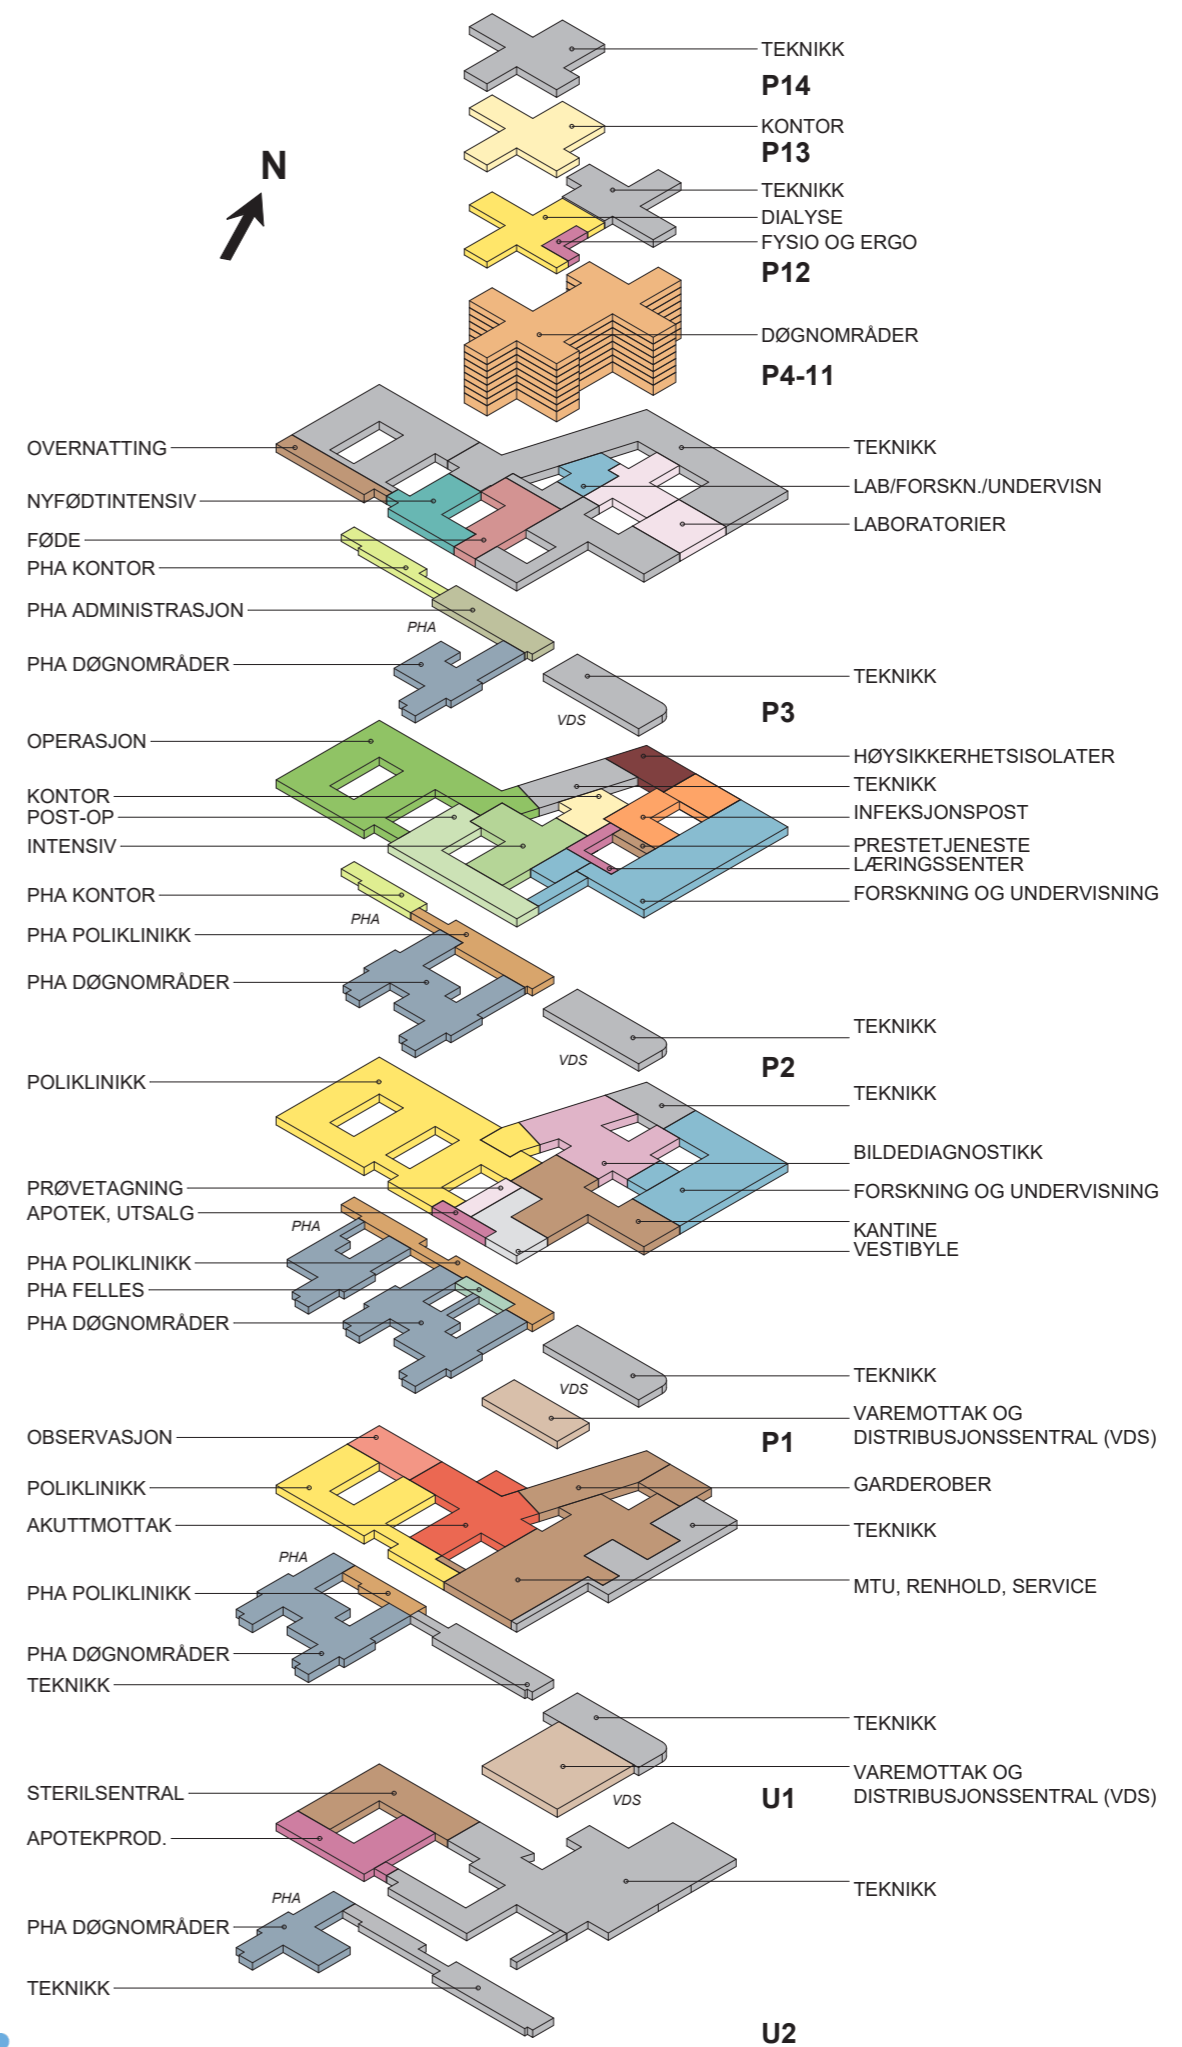 TEKNIKK
P14
N
KONTOR
P13
TEKNIKK
DIALYSE
FYSIO OG ERGO
P12
DØGNOMRÅDER
P4-11
OVERNATTING
NYFØDTINTENSIV
FØDE
PHA KONTOR
PHA ADMINISTRASJON
PHA
PHA DØGNOMRÅDER
TEKNIKK
LAB/FORSKN./UNDERVISN
LABORATORIER
TEKNIKK
VDS
P3
OPERASJON
KONTOR
POST-OP
INTENSIV
PHA KONTOR
PHA
PHA POLIKLINIKK
PHA DØGNOMRÅDER
HØYSIKKERHETSISOLATER
TEKNIKK
INFEKSJONSPOST
PRESTETJENESTE
LÆRINGSSENTER
FORSKNING OG UNDERVISNING
TEKNIKK
VDS
P2
POLIKLINIKK
PRØVETAGNING
APOTEK, UTSALG
PHA
PHA POLIKLINIKK
PHA FELLES
PHA DØGNOMRÅDER
TEKNIKK
BILDEDIAGNOSTIKK
FORSKNING OG UNDERVISNING
KANTINE
VESTIBYLE
TEKNIKK
VDS
VAREMOTTAK OG
DISTRIBUSJONSSENTRAL (VDS)
P1
OBSERVASJON
POLIKLINIKK
AKUTTMOTTAK
PHA
PHA POLIKLINIKK
PHA DØGNOMRÅDER
TEKNIKK
GARDEROBER
TEKNIKK
MTU, RENHOLD, SERVICE
TEKNIKK
VAREMOTTAK OG
DISTRIBUSJONSSENTRAL (VDS)
VDS
U1
STERILSENTRAL
APOTEKPROD.
PHA
PHA DØGNOMRÅDER
TEKNIKK
TEKNIKK
U2